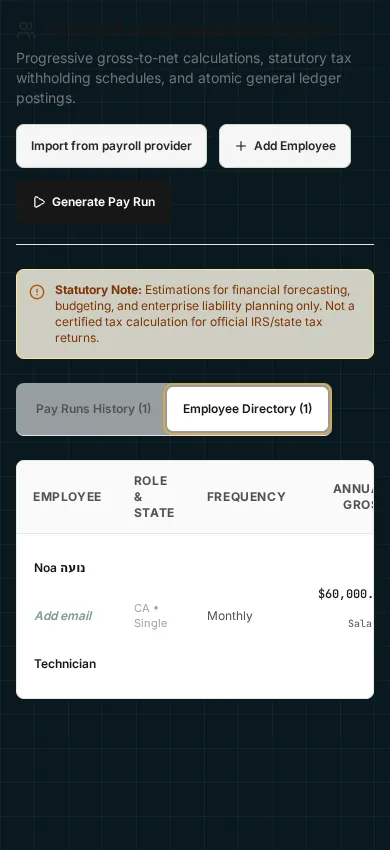 Progressive gross-to-net calculations, statutory tax
withholding schedules, and atomic general ledger
postings.
Import from payroll provider
Add Employee
Generate Pay Run
Statutory Note: Estimations for financial forecasting,
budgeting, and enterprise liability planning only. Not a
certified tax calculation for official IRS/state tax
returns.
Pay Runs History (1)
Employee Directory (1)
EMPLOYEE
ROLE
&
STATE
FREQUENCY
Noa נועה
$60,000.
Add email
CA •
Single
Monthly
Technician